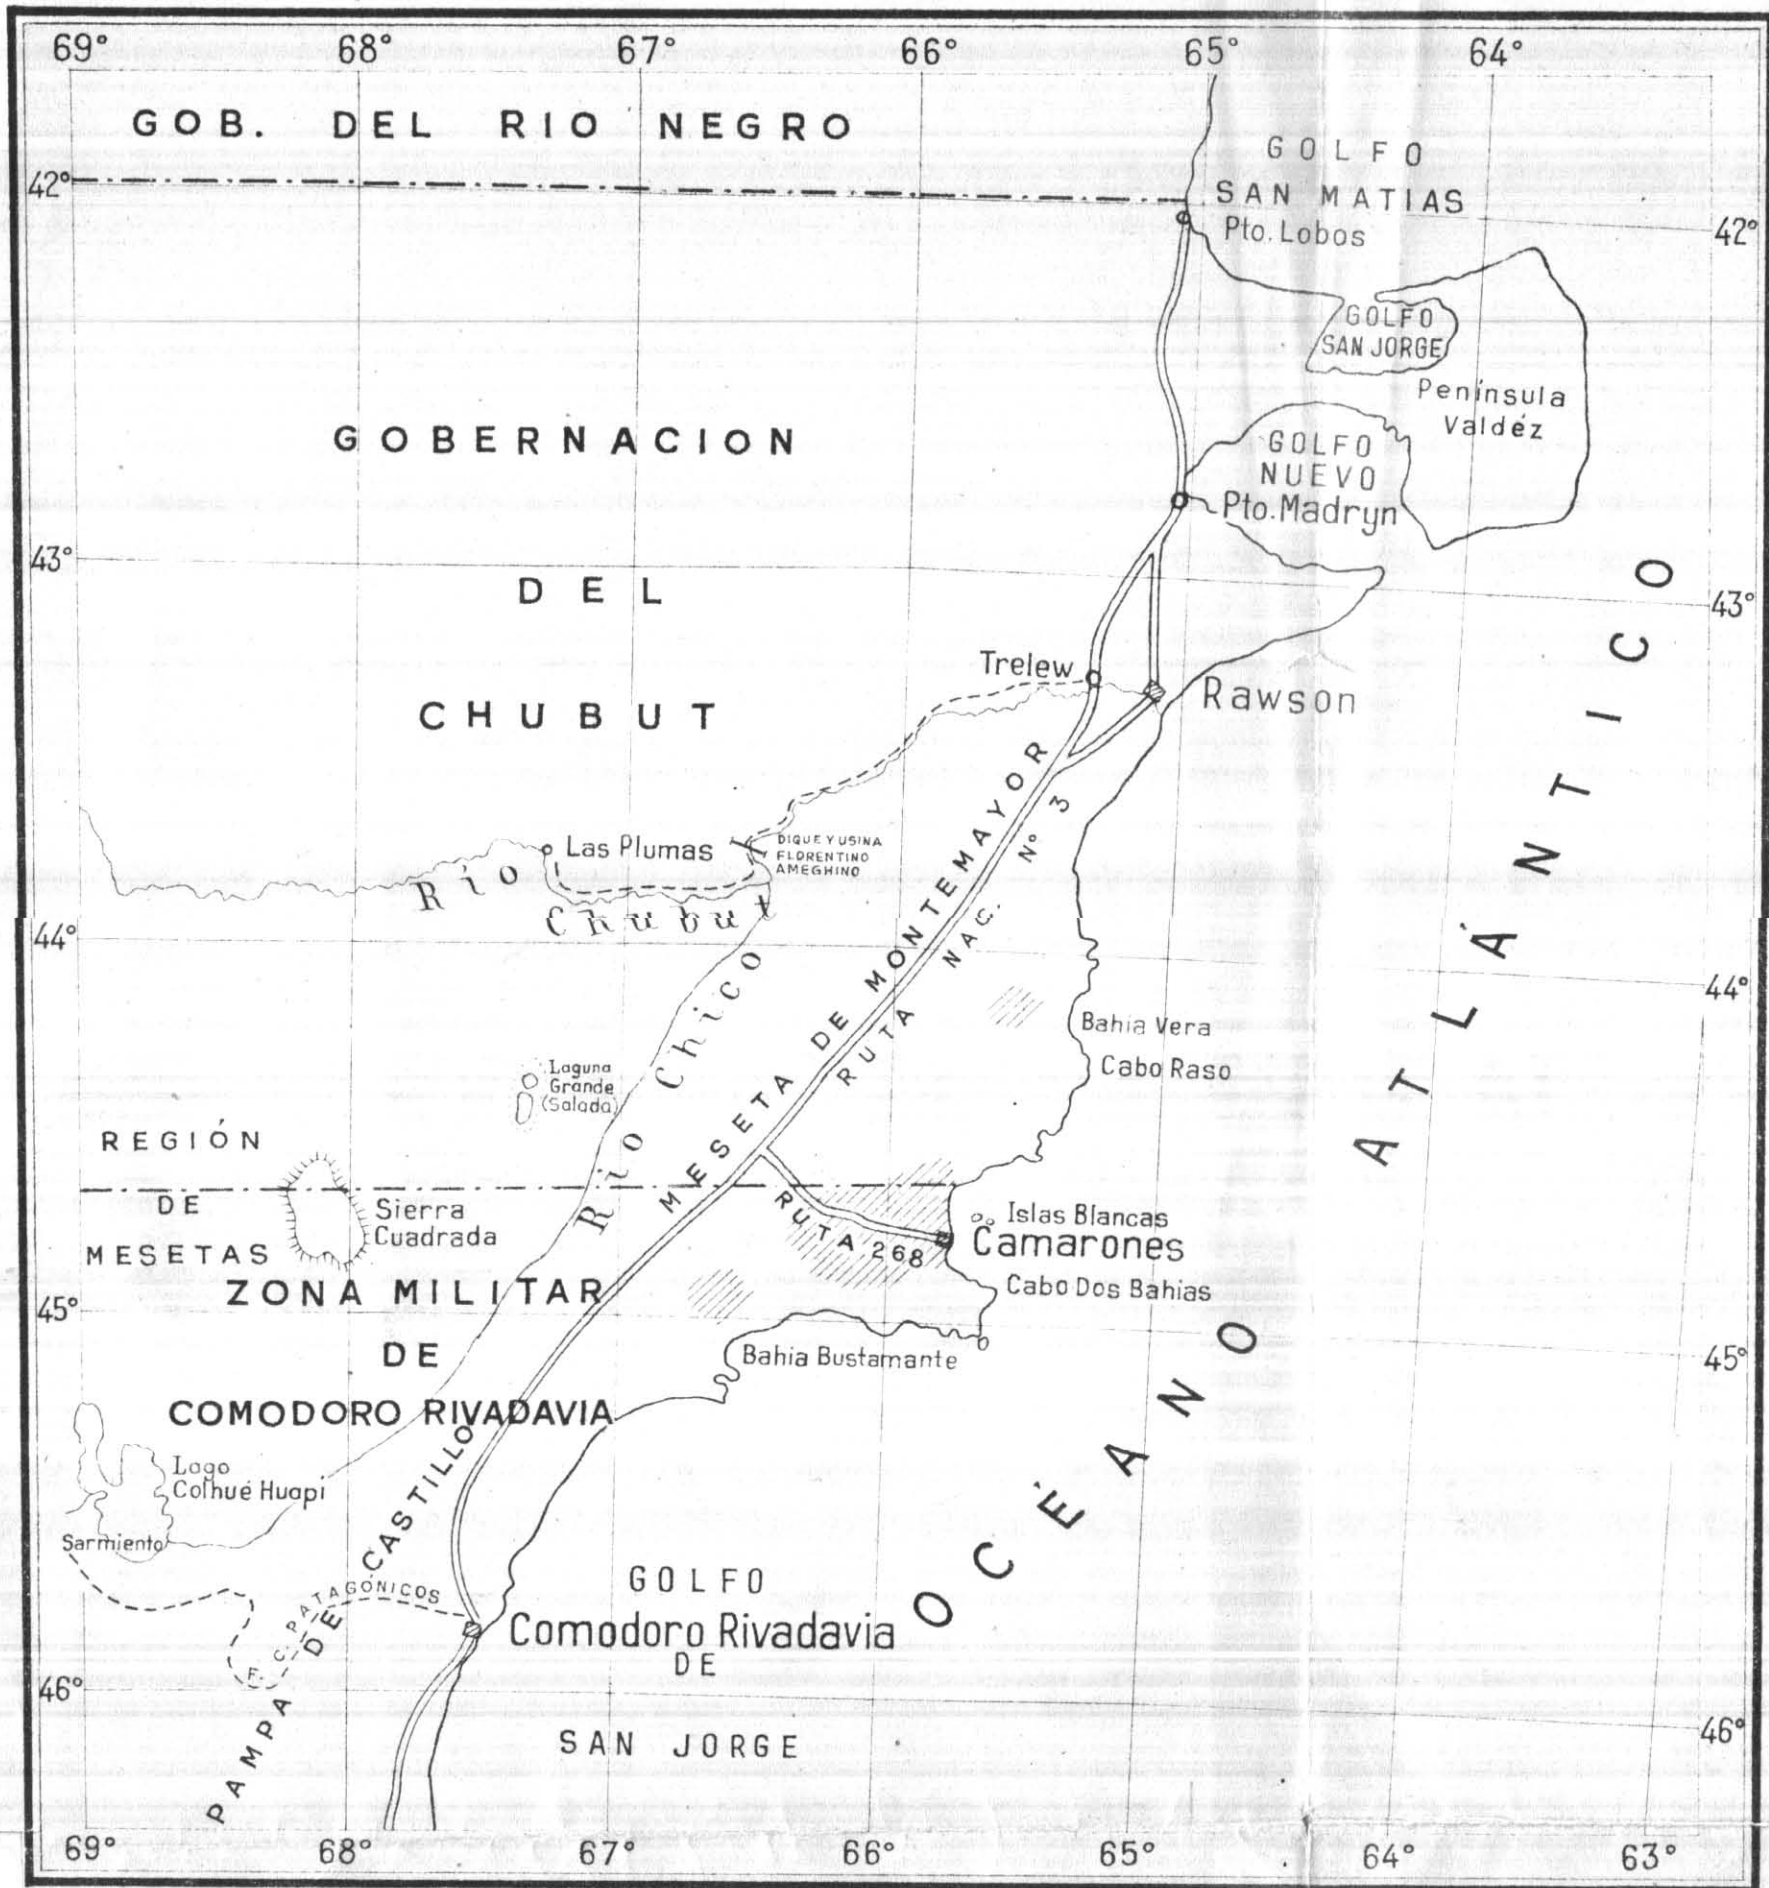 69° 68° 67° 66° 65° 64°
GOB. DEL RIO NEGRO
GOLFO
SAN MATIAS
42°
42°
Pto. Lobos
GOLFO
SAN JORGE
Península
Valdéz
GOBERNACION
DEL
CHUBUT
GOLFO
NUEVO
Pto. Madryn
43°
43°
Trelew
Rawson
Las Plumas
DIQUE Y USINA
FLORENTINO
AMEGHINO
Río
Chubut
MESETA DE MONTEMAYOR
RUTA NAC. Nº 3
OCÉANO ATLÁNTICO
44°
44°
Río Chico
Bahía Vera
Cabo Raso
Laguna
Grande
(Salada)
REGIÓN
DE
MESETAS
Sierra
Cuadrada
RUTA 268
Islas Blancas
Camarones
Cabo Dos Bahias
ZONA MILITAR
DE
COMODORO RIVADAVIA
45°
45°
Bahía Bustamante
Lago
Colhué Huapi
Sarmiento
PAMPA DE CASTILLO
F. C. PATAGÓNICOS
GOLFO
Comodoro Rivadavia
DE
SAN JORGE
46°
46°
69° 68° 67° 66° 65° 64° 63°